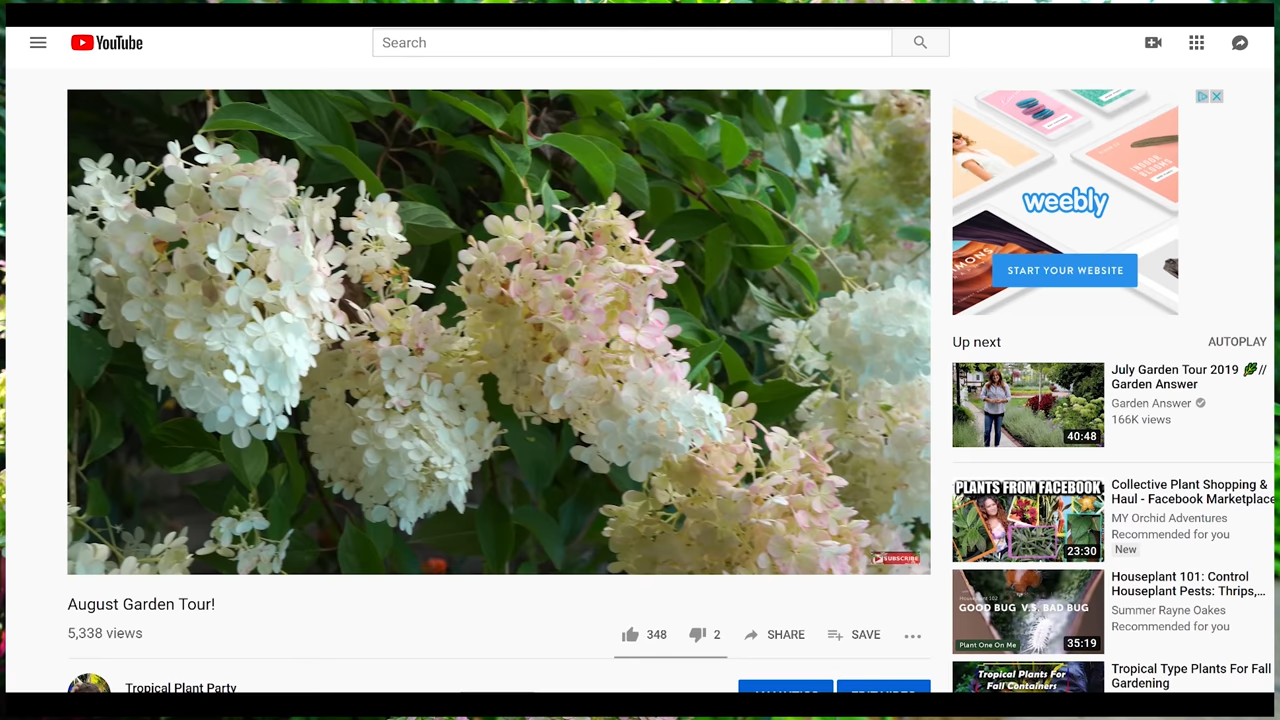 YouTube
Search
weebly
START YOUR WEBSITE
Up next
AUTOPLAY
July Garden Tour 2019 //
Garden Answer
Garden Answer
166K views
40:48
PLANTS FROM FACEBOOK
23:30
Collective Plant Shopping &
Haul - Facebook Marketplace
MY Orchid Adventures
Recommended for you
New
GOOD BUG V.S. BAD BUG
Plant One On Me
35:19
Houseplant 101: Control
Houseplant Pests: Thrips,...
Summer Rayne Oakes
Recommended for you
Tropical Plants For
Fall Containers
Tropical Type Plants For Fall
Gardening
SUBSCRIBE
August Garden Tour!
5,338 views
348
2
SHARE
SAVE
Tropical Plant Party